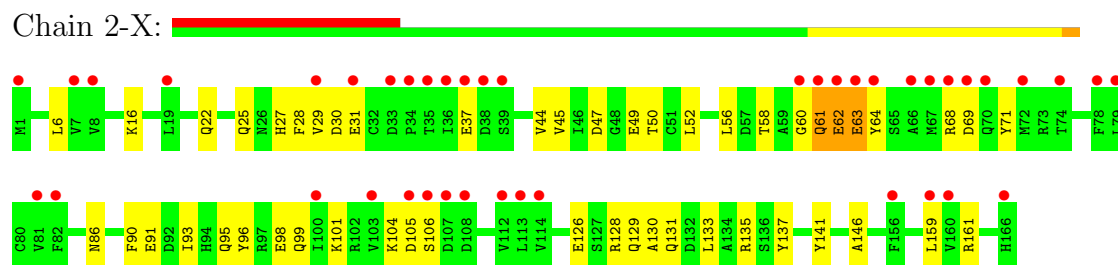 Chain 2-X:
M1 L6 V7 V8 K16 L19 Q22 Q25 N26 H27 F28 V29 D30 E31 C32 D33 P34 T35 I36 E37 D38 S39 V44 V45 I46 D47 G48 E49 T50 C51 L52 L56 D57 T58 A59 G60 Q61 E62 E63 Y64 S65 A66 M67 R68 D69 Q70 Y71 M72 R73 T74 F78 L79
C80 V81 F82 N86 F90 E91 D92 I93 H94 Q95 Y96 R97 E98 Q99 I100 K101 R102 V103 K104 D105 S106 D107 D108 V112 L113 V114 E126 S127 R128 Q129 A130 Q131 D132 L133 A134 R135 S136 Y137 Y141 A146 F156 L159 V160 R161 H166